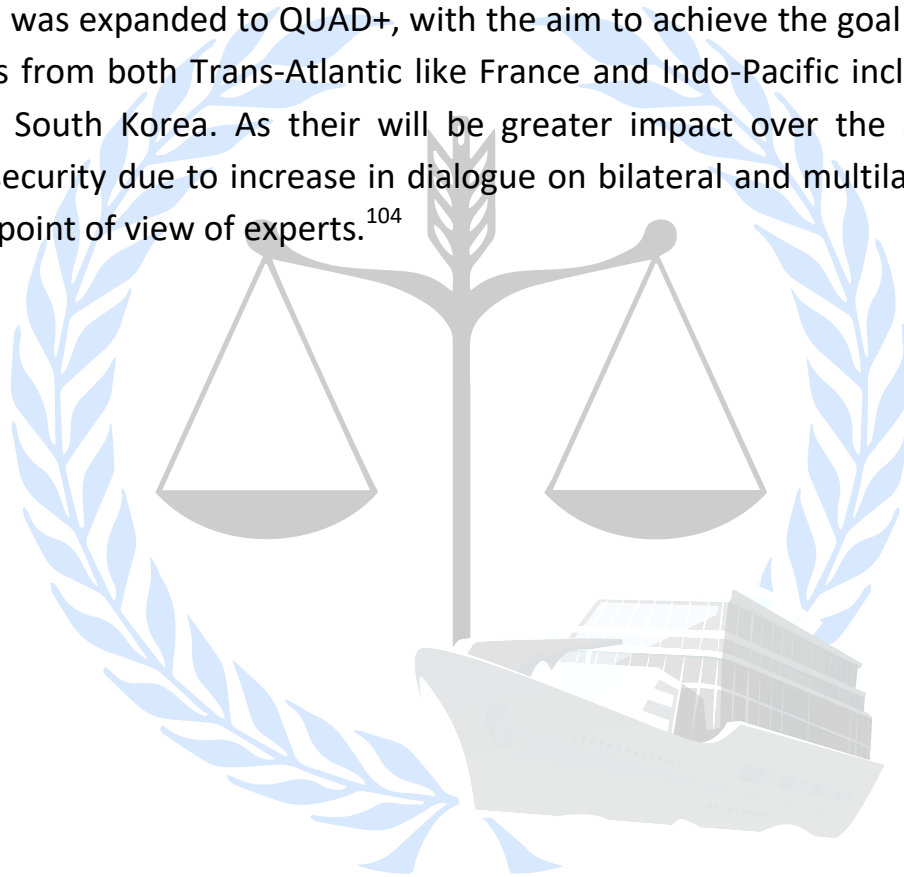 was expanded to QUAD+, with the aim to achieve the goal
s from both Trans-Atlantic like France and Indo-Pacific incl
South Korea. As their will be greater impact over the
security due to increase in dialogue on bilateral and multila
point of view of experts.104